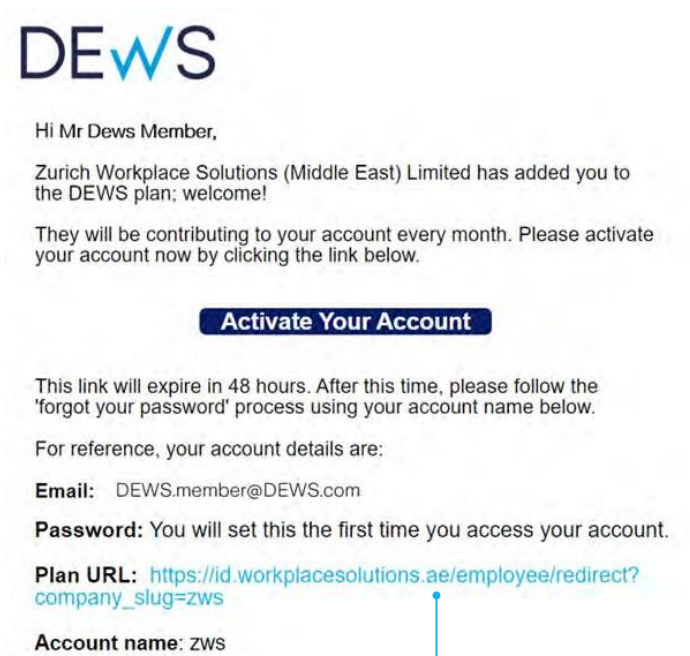 DEWS
Hi Mr Dews Member,
Zurich Workplace Solutions (Middle East) Limited has added you to
the DEWS plan; welcome!
They will be contributing to your account every month. Please activate
your account now by clicking the link below.
Activate Your Account
This link will expire in 48 hours. After this time, please follow the
'forgot your password' process using your account name below.
For reference, your account details are:
Email: DEWS.member@DEWS.com
Password: You will set this the first time you access your account.
Plan URL: https://id.workplacesolutions.ae/employee/redirect?
company_slug=zws
Account name: zws